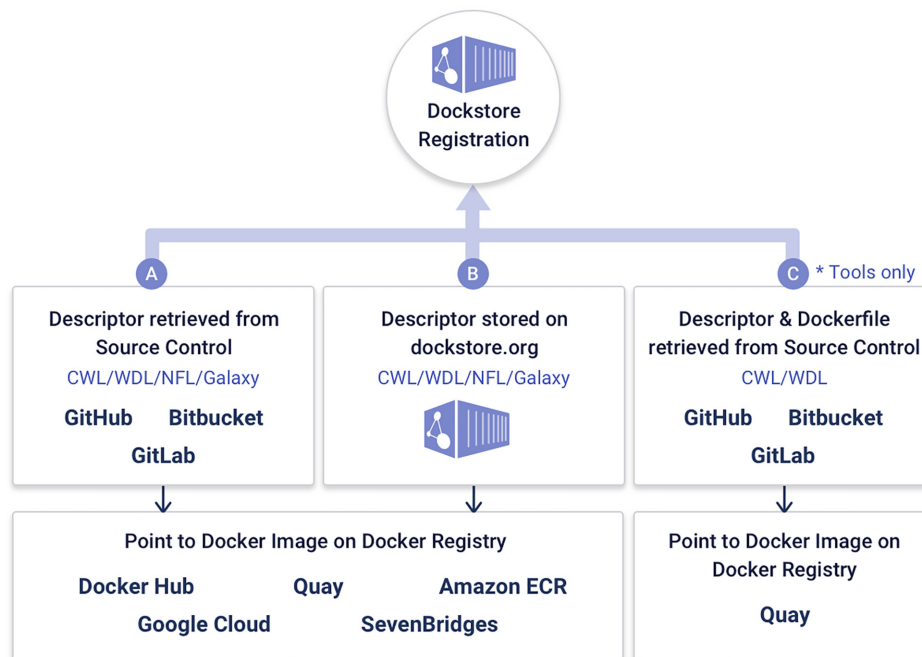 Dockstore
Registration
A
B
C
* Tools only
Descriptor retrieved from
Source Control
CWL/WDL/NFL/Galaxy
GitHub Bitbucket
GitLab
Descriptor stored on
dockstore.org
CWL/WDL/NFL/Galaxy
Descriptor & Dockerfile
retrieved from Source Control
CWL/WDL
GitHub Bitbucket
GitLab
Point to Docker Image on Docker Registry
Docker Hub Quay Amazon ECR
Google Cloud SevenBridges
Point to Docker Image on
Docker Registry
Quay